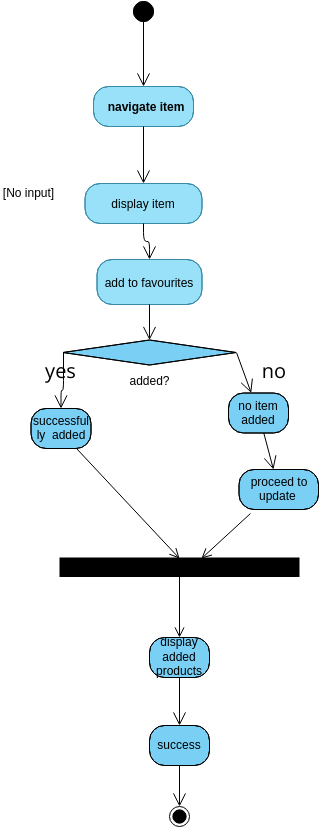 navigate item
[No input]
display item
add to favourites
yes
no
added?
no item
added
successful
ly added
proceed to
update
display
added
products
success